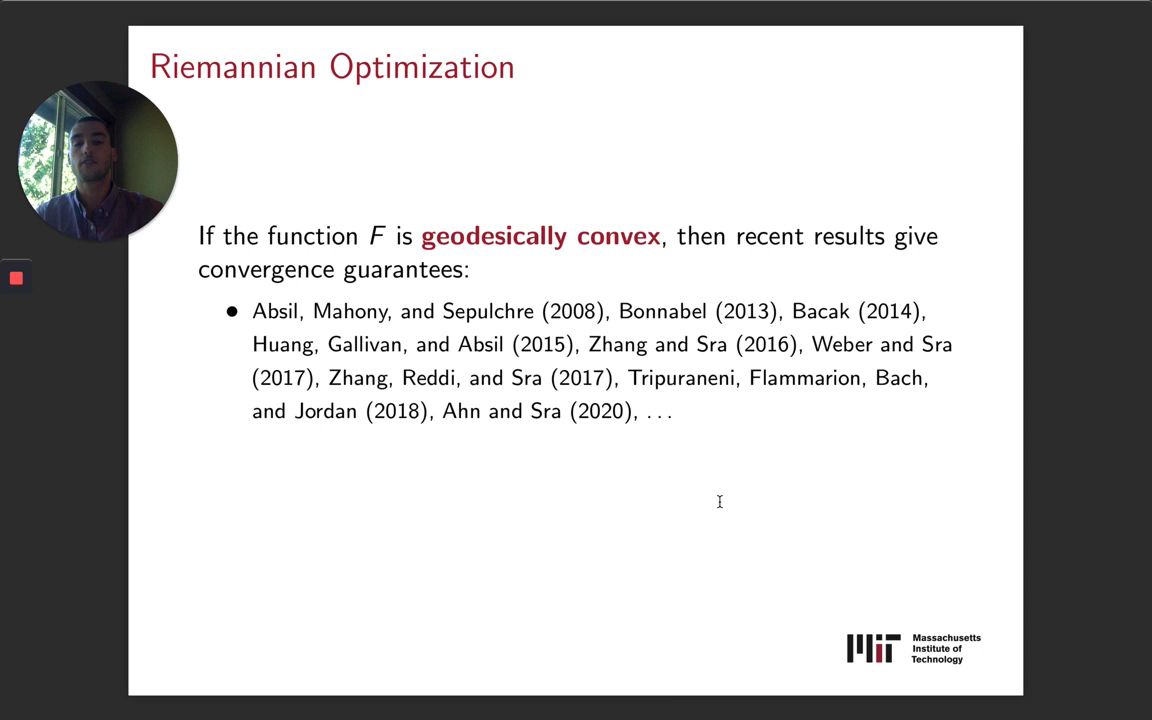 Riemannian Optimization
If the function F is geodesically convex, then recent results give
convergence guarantees:
● Absil, Mahony, and Sepulchre (2008), Bonnabel (2013), Bacak (2014),
Huang, Gallivan, and Absil (2015), Zhang and Sra (2016), Weber and Sra
(2017), Zhang, Reddi, and Sra (2017), Tripuraneni, Flammarion, Bach,
and Jordan (2018), Ahn and Sra (2020), . . .
MIT
Massachusetts
Institute of
Technology